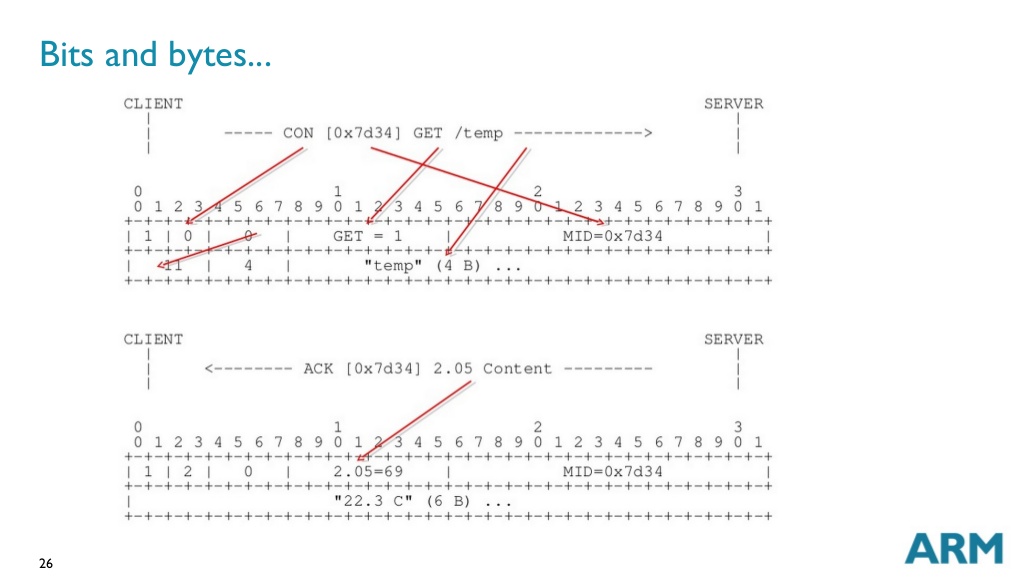 Bits and bytes...
CLIENT SERVER
| |
| ----- CON [0x7d34] GET /temp -------------> |
| |
0 1 2 3
0 1 2 3 4 5 6 7 8 9 0 1 2 3 4 5 6 7 8 9 0 1 2 3 4 5 6 7 8 9 0 1
+-+-+-+-+-+-+-+-+-+-+-+-+-+-+-+-+-+-+-+-+-+-+-+-+-+-+-+-+-+-+-+-+
| 1 | 0 | 0 | GET = 1 | MID=0x7d34 |
+-+-+-+-+-+-+-+-+-+-+-+-+-+-+-+-+-+-+-+-+-+-+-+-+-+-+-+-+-+-+-+-+
| 11 | 4 | "temp" (4 B) ...
+-+-+-+-+-+-+-+-+-+-+-+-+-+-+-+-+-+-+-+-+-+-+-+-+-+-+-+-+-+-+-+-+
CLIENT SERVER
| |
| <-------- ACK [0x7d34] 2.05 Content --------- |
| |
0 1 2 3
0 1 2 3 4 5 6 7 8 9 0 1 2 3 4 5 6 7 8 9 0 1 2 3 4 5 6 7 8 9 0 1
+-+-+-+-+-+-+-+-+-+-+-+-+-+-+-+-+-+-+-+-+-+-+-+-+-+-+-+-+-+-+-+-+
| 1 | 2 | 0 | 2.05=69 | MID=0x7d34 |
+-+-+-+-+-+-+-+-+-+-+-+-+-+-+-+-+-+-+-+-+-+-+-+-+-+-+-+-+-+-+-+-+
| "22.3 C" (6 B) ...
+-+-+-+-+-+-+-+-+-+-+-+-+-+-+-+-+-+-+-+-+-+-+-+-+-+-+-+-+-+-+-+-+
26
ARM